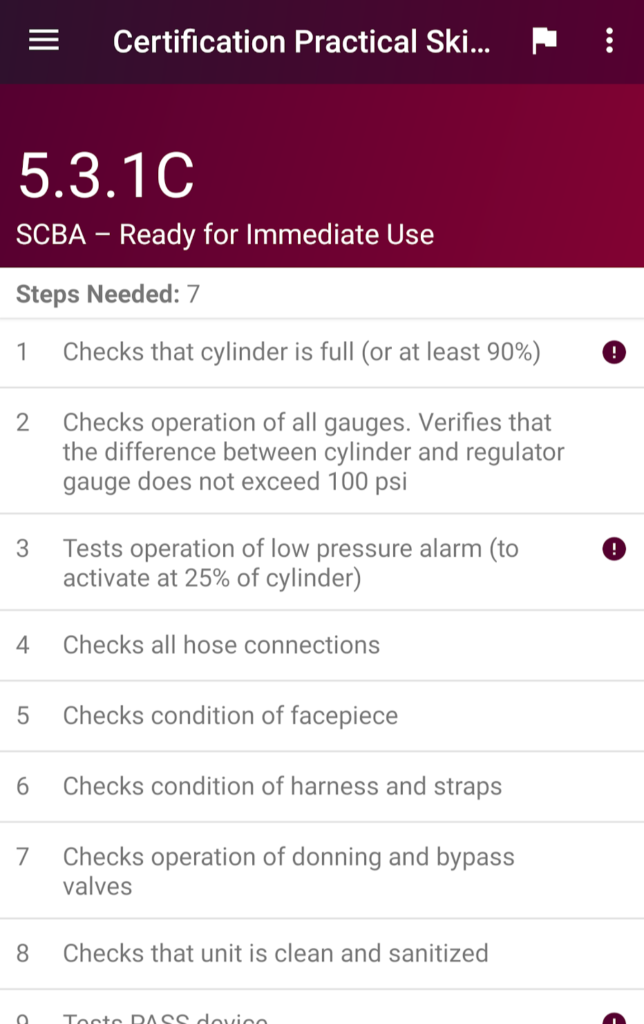 Certification Practical Ski...
5.3.1C
SCBA – Ready for Immediate Use
Steps Needed: 7
1 Checks that cylinder is full (or at least 90%)
2 Checks operation of all gauges. Verifies that
the difference between cylinder and regulator
gauge does not exceed 100 psi
3 Tests operation of low pressure alarm (to
activate at 25% of cylinder)
4 Checks all hose connections
5 Checks condition of facepiece
6 Checks condition of harness and straps
7 Checks operation of donning and bypass
valves
8 Checks that unit is clean and sanitized
9 Tests PASS device